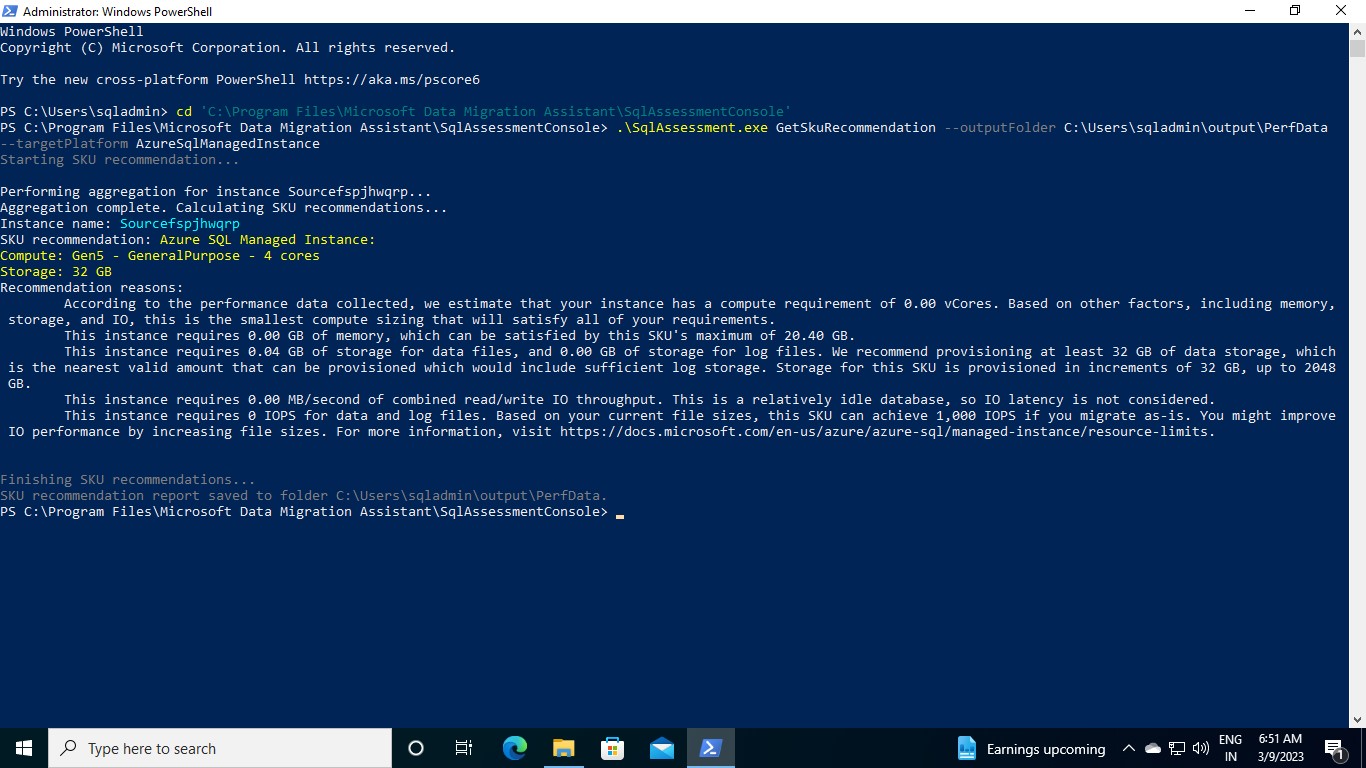 Administrator: Windows PowerShell
Windows PowerShell
Copyright (C) Microsoft Corporation. All rights reserved.
Try the new cross-platform PowerShell https://aka.ms/pscore6
PS C:\Users\sqladmin> cd 'C:\Program Files\Microsoft Data Migration Assistant\SqlAssessmentConsole'
PS C:\Program Files\Microsoft Data Migration Assistant\SqlAssessmentConsole> .\SqlAssessment.exe GetSkuRecommendation --outputFolder C:\Users\sqladmin\output\PerfData
--targetPlatform AzureSqlManagedInstance
Starting SKU recommendation...
Performing aggregation for instance Sourcefspjhwqrp...
Aggregation complete. Calculating SKU recommendations...
Instance name: Sourcefspjhwqrp
SKU recommendation: Azure SQL Managed Instance:
Compute: Gen5 - GeneralPurpose - 4 cores
Storage: 32 GB
Recommendation reasons:
According to the performance data collected, we estimate that your instance has a compute requirement of 0.00 vCores. Based on other factors, including memory,
storage, and IO, this is the smallest compute sizing that will satisfy all of your requirements.
This instance requires 0.00 GB of memory, which can be satisfied by this SKU's maximum of 20.40 GB.
This instance requires 0.04 GB of storage for data files, and 0.00 GB of storage for log files. We recommend provisioning at least 32 GB of data storage, which
is the nearest valid amount that can be provisioned which would include sufficient log storage. Storage for this SKU is provisioned in increments of 32 GB, up to 2048
GB.
This instance requires 0.00 MB/second of combined read/write IO throughput. This is a relatively idle database, so IO latency is not considered.
This instance requires 0 IOPS for data and log files. Based on your current file sizes, this SKU can achieve 1,000 IOPS if you migrate as-is. You might improve
IO performance by increasing file sizes. For more information, visit https://docs.microsoft.com/en-us/azure/azure-sql/managed-instance/resource-limits.
Finishing SKU recommendations...
SKU recommendation report saved to folder C:\Users\sqladmin\output\PerfData.
PS C:\Program Files\Microsoft Data Migration Assistant\SqlAssessmentConsole>
Type here to search
Earnings upcoming
ENG
IN
6:51 AM
3/9/2023
1